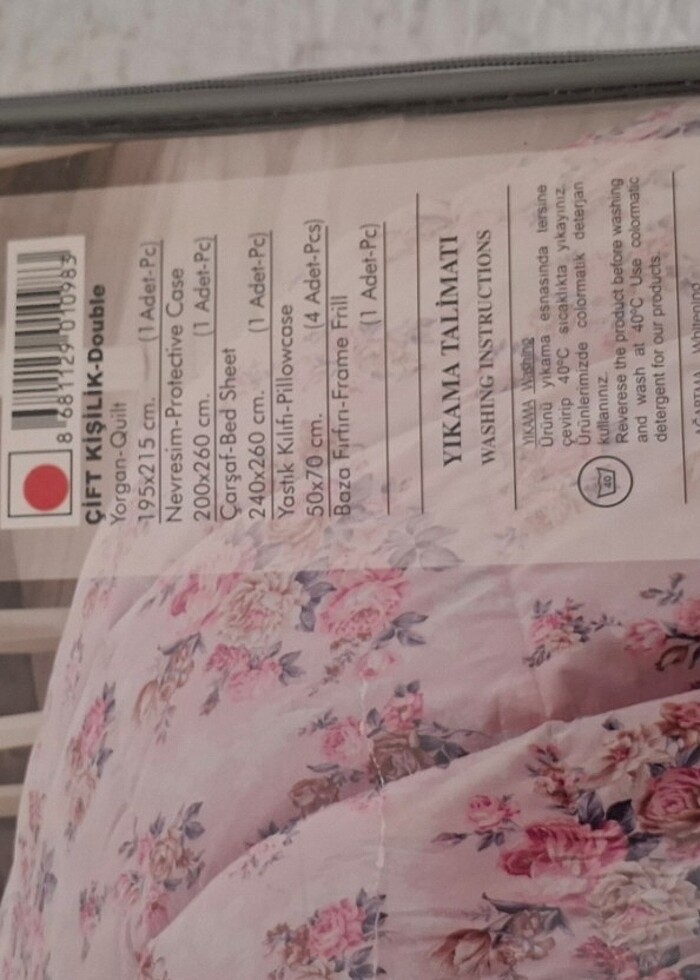 8 681129 010983
ÇİFT KİŞİLİK-Double
Yorgan-Quilt
195x215 cm. (1Adet-Pc)
Nevresim-Protective Case
200x260 cm. (1 Adet-Pc)
Çarşaf-Bed Sheet
240x260 cm. (1 Adet-Pc)
Yastık Kılıfı-Pillowcase
50x70 cm. (4 Adet-Pcs)
Baza Fırfırı-Frame Frill
(1 Adet-Pc)
YIKAMA TALİMATI
WASHING INSTRUCTIONS
YIKAMA Washing
Ürünü yıkama esnasında tersine
çevirip 40°C sıcaklıkta yıkayınız.
Ürünlerimizde colormatik deterjan
kullanınız.
40
Reverese the product before washing
and wash at 40°C Use colormatic
detergent for our products.
AĞARTMA Whitening